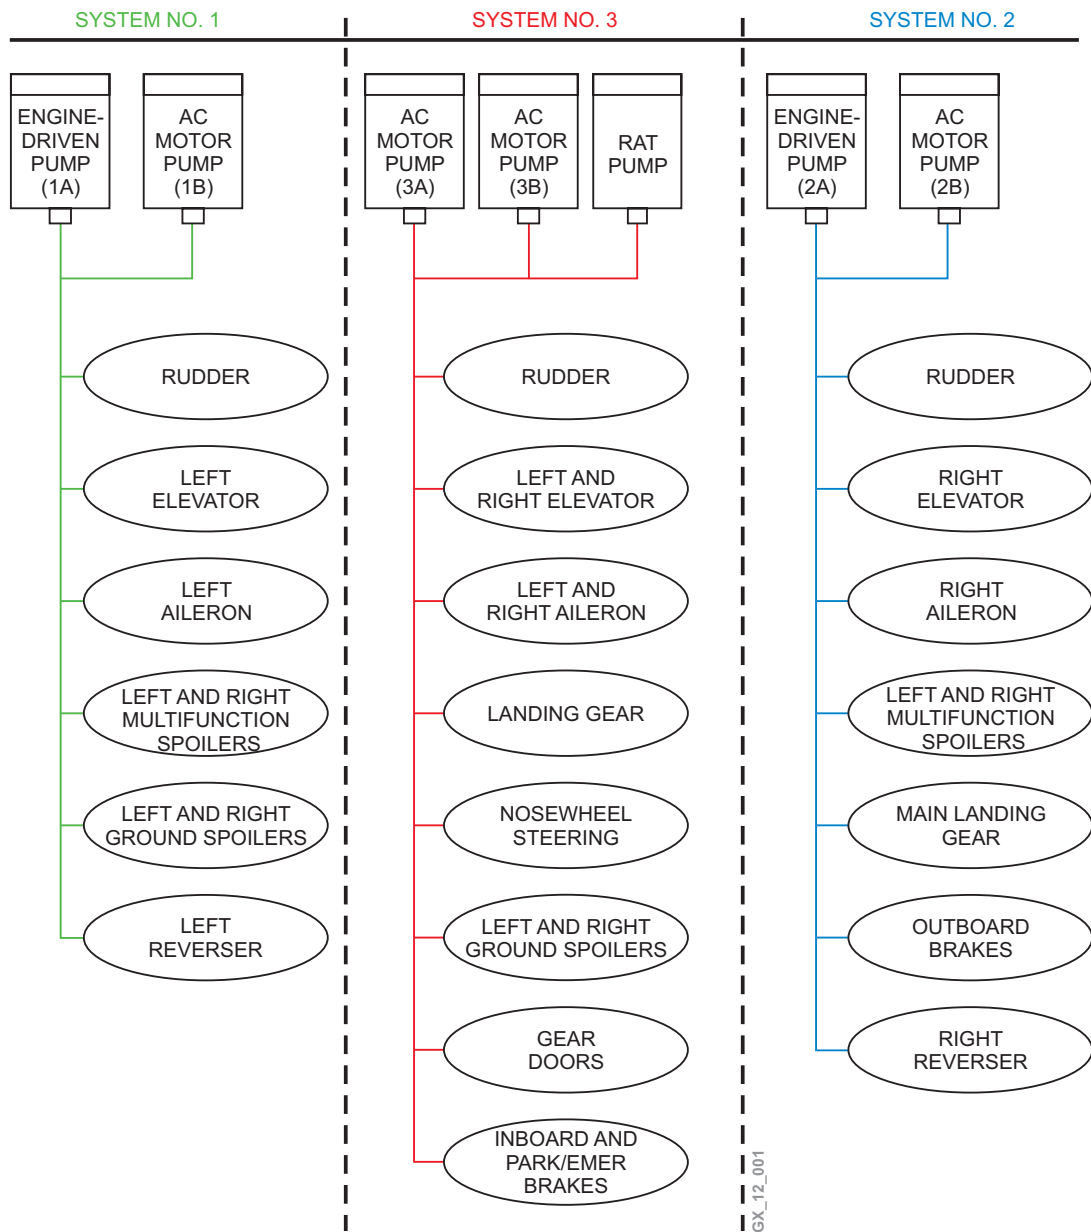 SYSTEM NO. 1
SYSTEM NO. 3
SYSTEM NO. 2
ENGINE-
DRIVEN
PUMP
(1A)
AC
MOTOR
PUMP
(1B)
AC
MOTOR
PUMP
(3A)
AC
MOTOR
PUMP
(3B)
RAT
PUMP
ENGINE-
DRIVEN
PUMP
(2A)
AC
MOTOR
PUMP
(2B)
RUDDER
LEFT
ELEVATOR
LEFT
AILERON
LEFT AND RIGHT
MULTIFUNCTION
SPOILERS
LEFT AND RIGHT
GROUND SPOILERS
LEFT
REVERSER
RUDDER
LEFT AND
RIGHT ELEVATOR
LEFT AND
RIGHT AILERON
LANDING GEAR
NOSEWHEEL
STEERING
LEFT AND RIGHT
GROUND SPOILERS
GEAR
DOORS
INBOARD AND
PARK/EMER
BRAKES
RUDDER
RIGHT
ELEVATOR
RIGHT
AILERON
LEFT AND RIGHT
MULTIFUNCTION
SPOILERS
MAIN LANDING
GEAR
OUTBOARD
BRAKES
RIGHT
REVERSER
GX_12_001